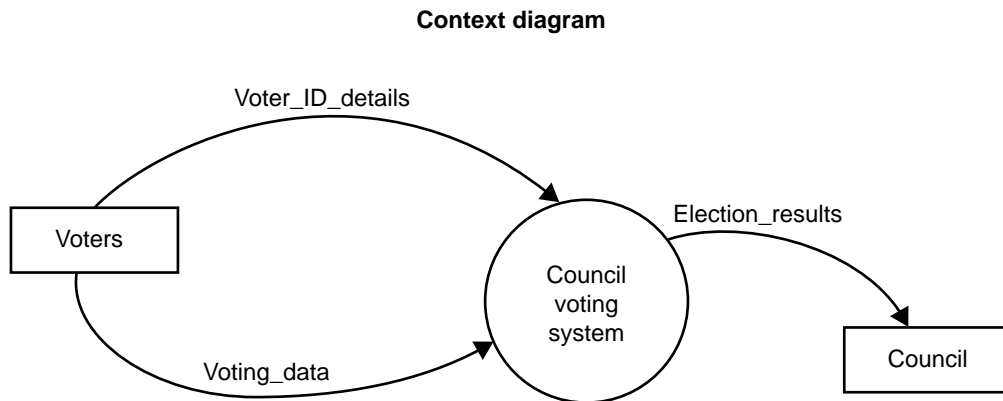 Context diagram
Voter_ID_details
Voters
Election_results
Council
voting
system
Council
Voting_data